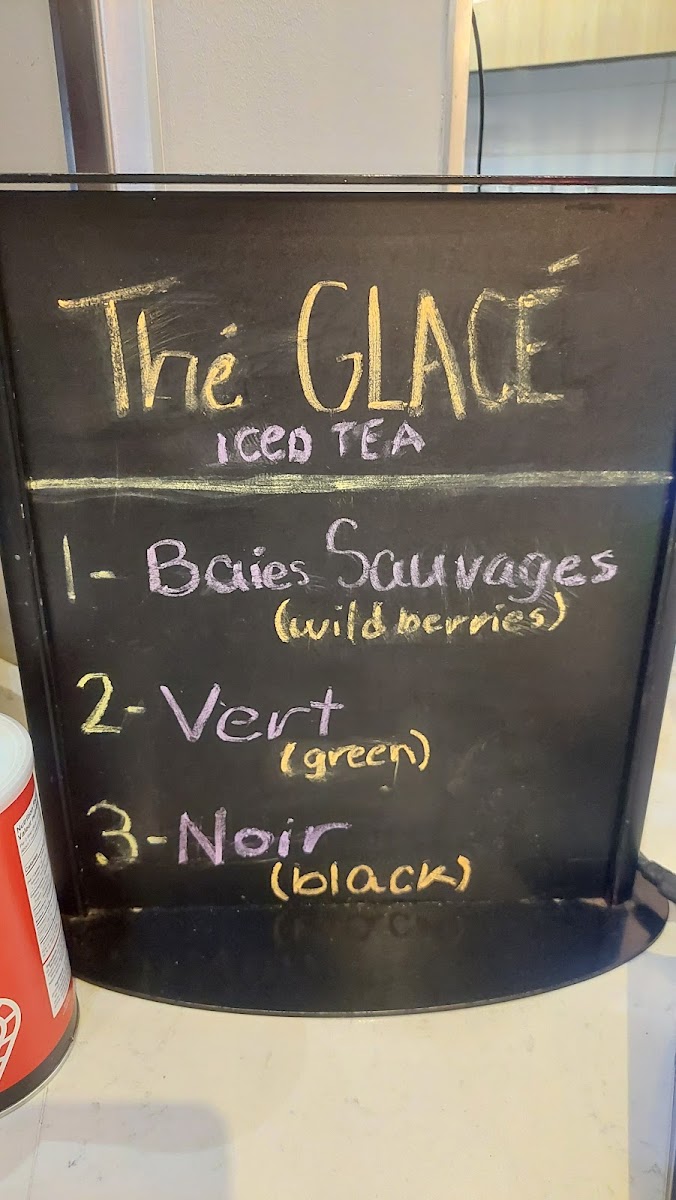 Thé GLACÉ
ICED TEA
1- Baies Sauvages
(wild berries)
2- Vert
(green)
3- Noir
(black)